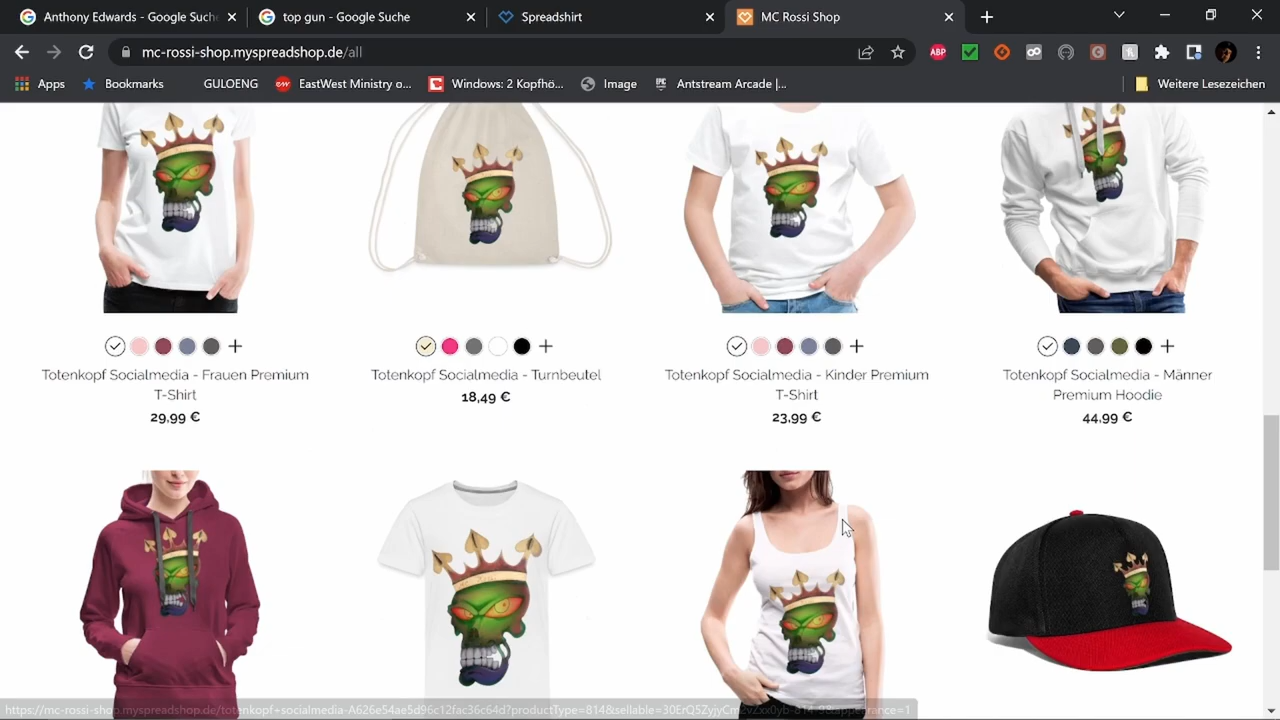 Anthony Edwards - Google Suche
top gun - Google Suche
Spreadshirt
MC Rossi Shop
mc-rossi-shop.myspreadshop.de/all
ABP
Apps
Bookmarks
GULOENG
EastWest Ministry o...
Windows: 2 Kopfho...
Image
Antstream Arcade |...
Weitere Lesezeichen
Totenkopf Socialmedia - Frauen Premium
T-Shirt
29,99 €
Totenkopf Socialmedia - Turnbeutel
18,49 €
Totenkopf Socialmedia - Kinder Premium
T-Shirt
23,99 €
Totenkopf Socialmedia - Männer
Premium Hoodie
44,99 €